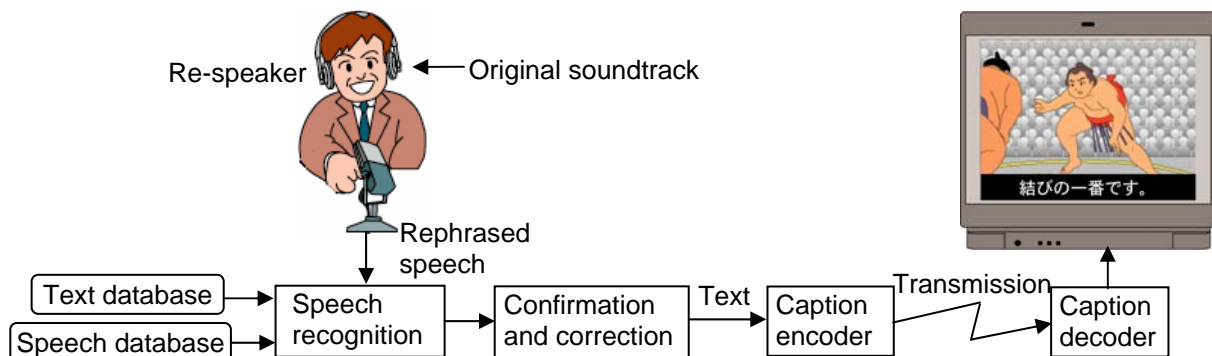 Re-speaker
Original soundtrack
結びの一番です。
Rephrased
speech
Text database
Speech database
Speech
recognition
Confirmation
and correction
Text
Caption
encoder
Transmission
Caption
decoder